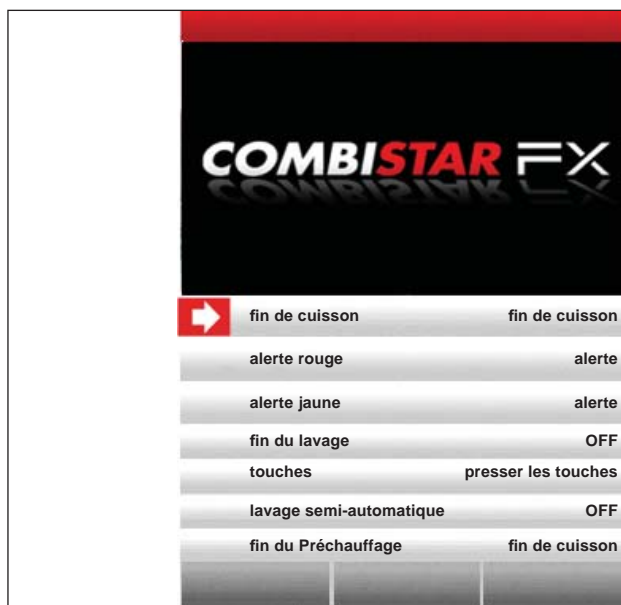 COMBISTAR FX
fin de cuisson fin de cuisson
alerte rouge alerte
alerte jaune alerte
fin du lavage OFF
touches presser les touches
lavage semi-automatique OFF
fin du Préchauffage fin de cuisson